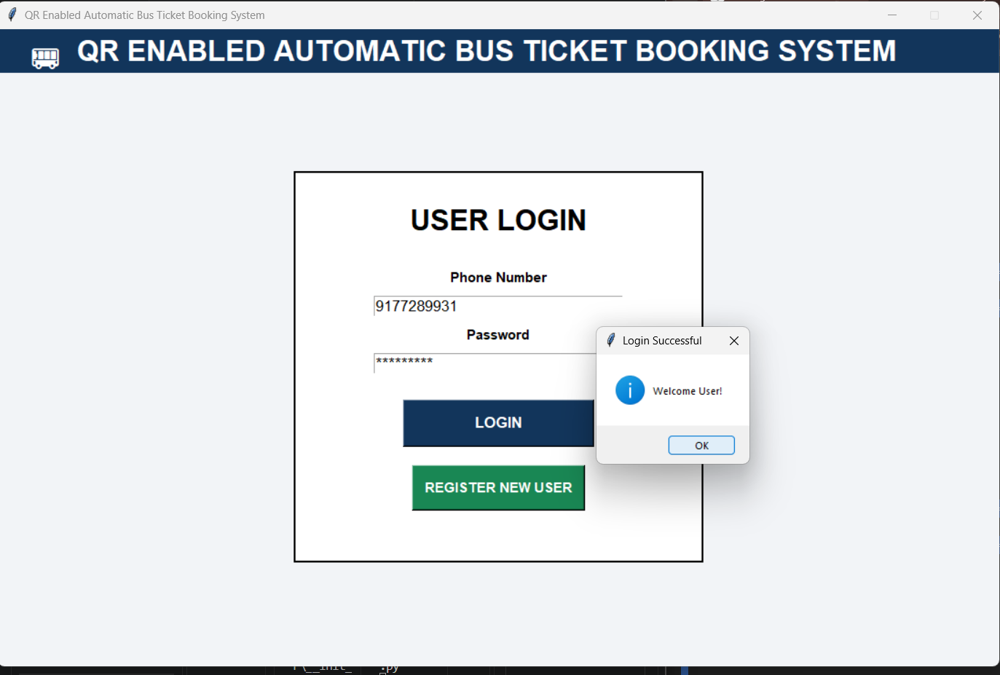 QR Enabled Automatic Bus Ticket Booking System
QR ENABLED AUTOMATIC BUS TICKET BOOKING SYSTEM
USER LOGIN
Phone Number
9177289931
Password
*********
LOGIN
REGISTER NEW USER
Login Successful
Welcome User!
OK